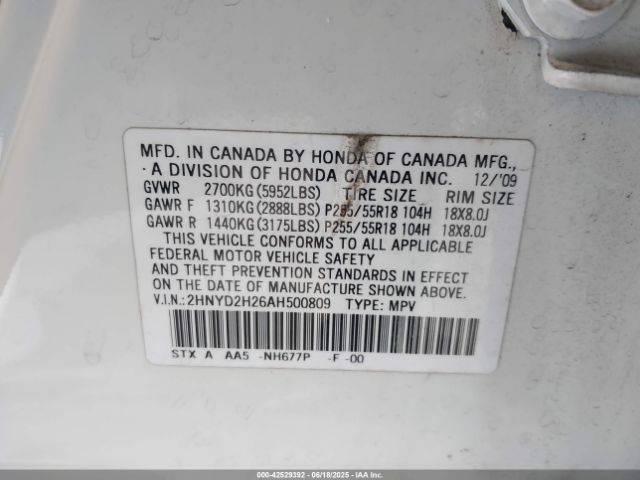 MFD. IN CANADA BY HONDA OF CANADA MFG.,
A DIVISION OF HONDA CANADA INC. 12/'09
GVWR 2700KG(5952LBS) TIRE SIZE RIM SIZE
GAWR F 1310KG(2888LBS) P255/55R18 104H 18X8.0J
GAWR R 1440KG(3175LBS) P255/55R18 104H 18X8.0J
THIS VEHICLE CONFORMS TO ALL APPLICABLE
FEDERAL MOTOR VEHICLE SAFETY
AND THEFT PREVENTION STANDARDS IN EFFECT
ON THE DATE OF MANUFACTURE SHOWN ABOVE.
V.I.N.:2HNYD2H26AH500809 TYPE: MPV
STX A AA5 -NH677P -F -00
000-42529392 - 06/18/2025 - IAA Inc.